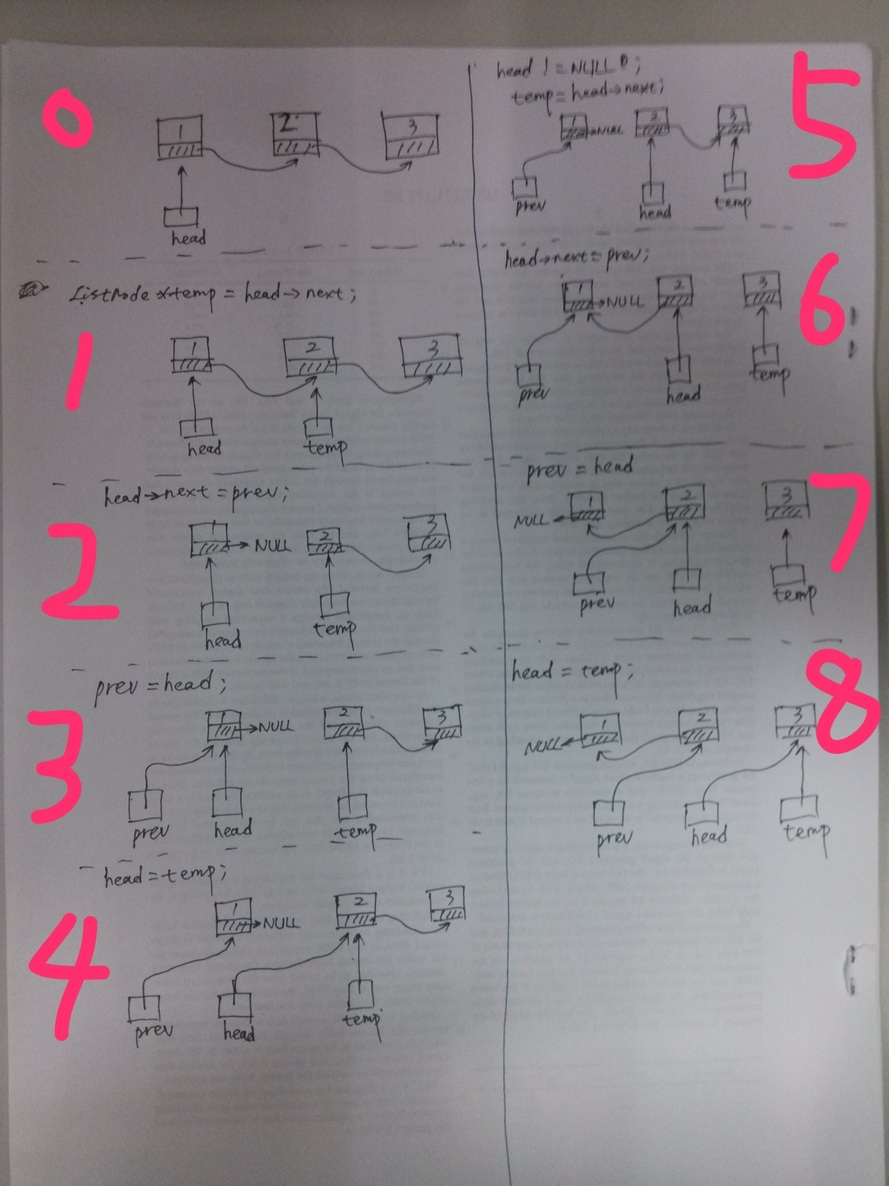 0
1 2 3
head
ListNode *temp = head->next;
1
1 2 3
head temp
head->next = prev;
2
1 NULL 2 3
head temp
prev = head;
3
1 NULL 2 3
prev head temp
head = temp;
4
1 NULL 2 3
prev head temp
head != NULL;
temp = head->next;
5
1 NULL 2 3
prev head temp
head->next = prev;
6
1 NULL 2 3
prev head temp
prev = head
7
NULL 1 2 3
prev head temp
head = temp;
8
NULL 1 2 3
prev head temp